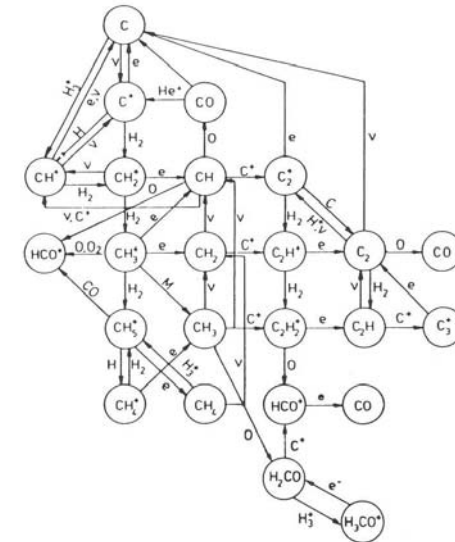 C
H₃⁺ e,ν ν e e ν
He⁺
C⁺ CO
H ν H₂ O
CH⁺ ν H₂ CH₂⁺ e O CH C⁺ C₂⁺
ν, C⁺ H₂ e ν ν H₂ C H⁺,ν
HCO⁺ O,O₂ CH₃⁺ e CH₂ C⁺ C₂H⁺ e C₂ O CO
CO H₂ M ν ν H₂ ν H₂ e
CH₅⁺ CH₃ C⁺ C₂H₂⁺ e C₂H C⁺ C₃⁺
H H₂ e H₃⁺ e O
CH₄⁺ CH₄ HCO⁺ e CO
O C⁺
H₂CO e⁻
H₃⁺ H₃CO⁺